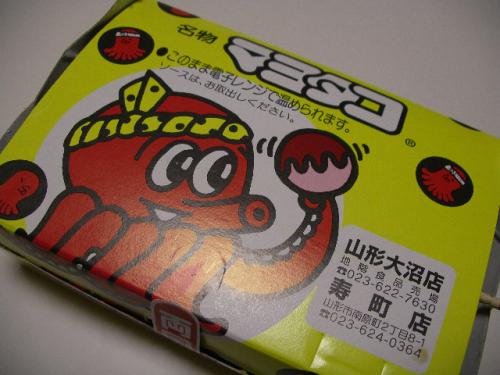 名物
マミタコ
®
●このまま電子レンジで温められます。
ソースは、お取出しください。
山形大沼店
地階食品売場
☎023-622-7630
寿町店
山形市南原町2丁目8-1
☎023-624-0364